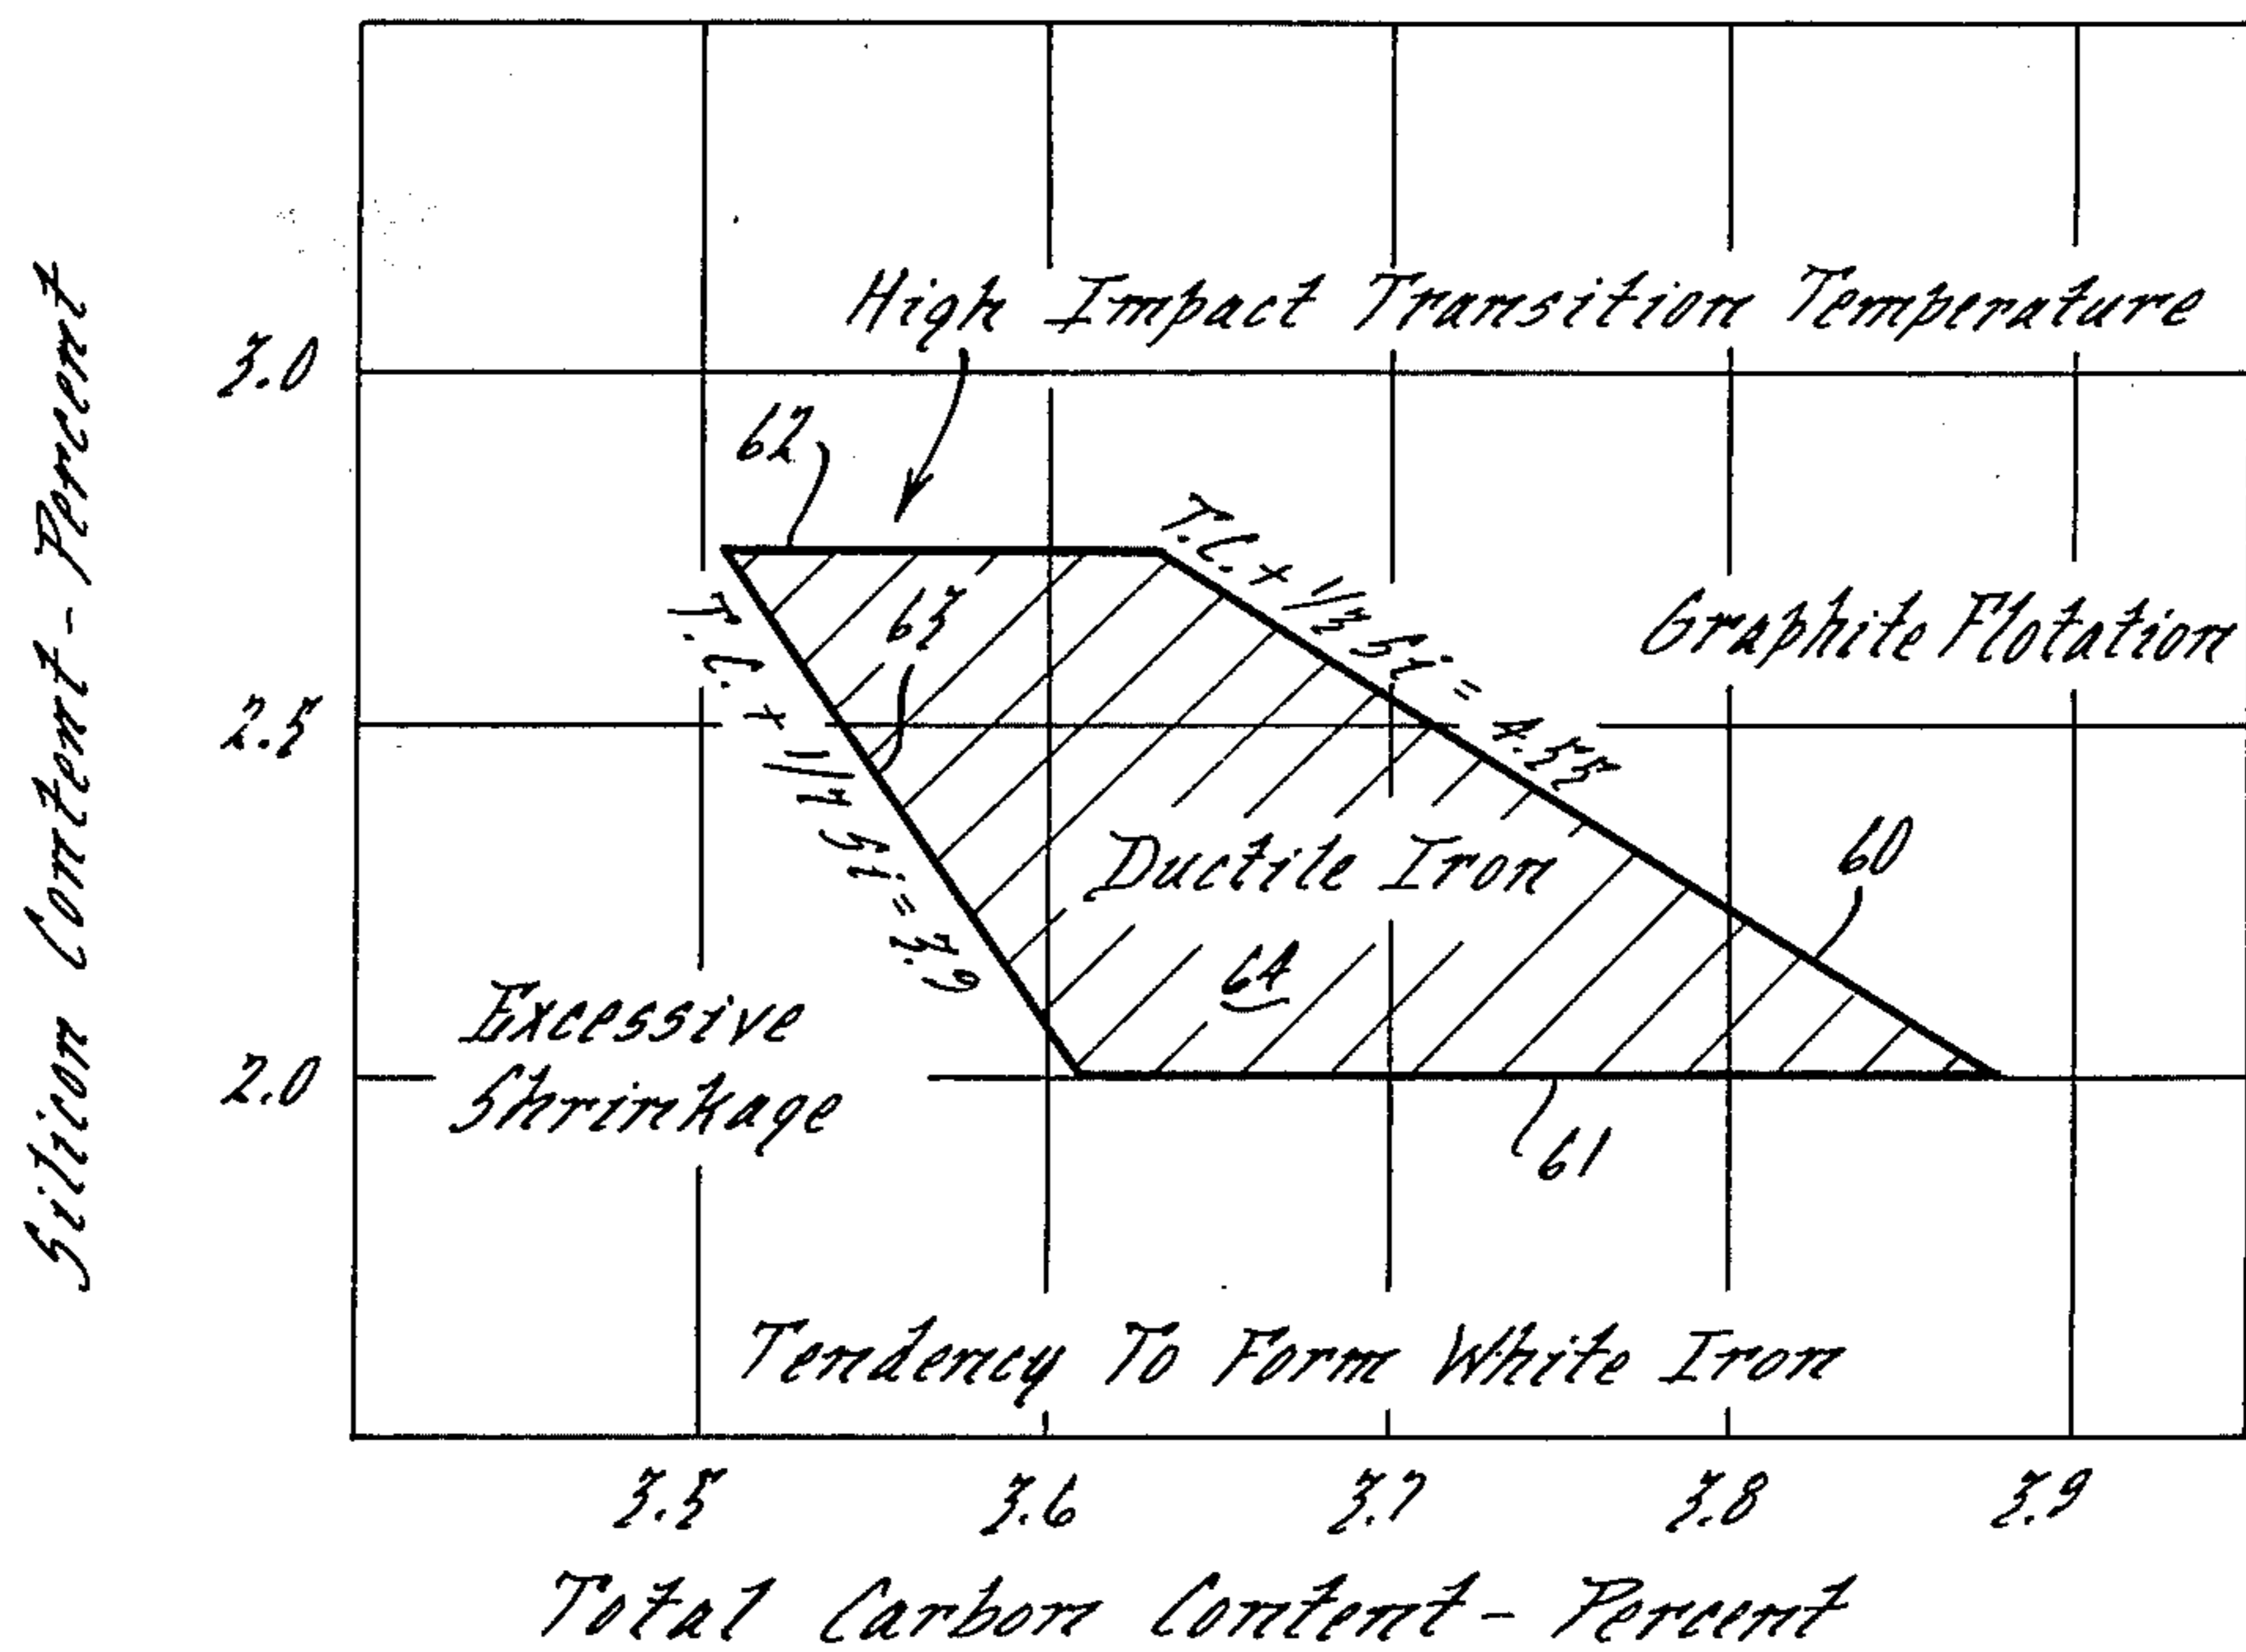 High Impact Transition Temperature
3.0
62
T.C. + 1/3 Si = 4.55
63
Graphite Flotation
2.5
T.C. + 1/7 Si = 3.9
Ductile Iron
60
64
Excessive
Shrinkage
2.0
61
Tendency To Form White Iron
3.5 3.6 3.7 3.8 3.9
Total Carbon Content - Percent
Silicon Content - Percent